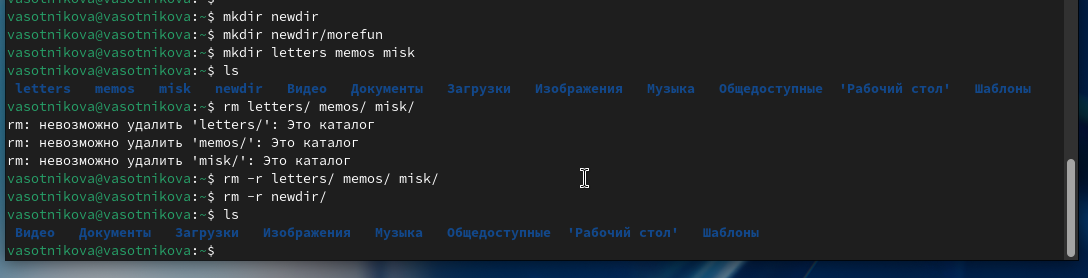 vasotnikova@vasotnikova:~$ mkdir newdir
vasotnikova@vasotnikova:~$ mkdir newdir/morefun
vasotnikova@vasotnikova:~$ mkdir letters memos misk
vasotnikova@vasotnikova:~$ ls
letters memos misk newdir Видео Документы Загрузки Изображения Музыка Общедоступные 'Рабочий стол' Шаблоны
vasotnikova@vasotnikova:~$ rm letters/ memos/ misk/
rm: невозможно удалить 'letters/': Это каталог
rm: невозможно удалить 'memos/': Это каталог
rm: невозможно удалить 'misk/': Это каталог
vasotnikova@vasotnikova:~$ rm -r letters/ memos/ misk/
vasotnikova@vasotnikova:~$ rm -r newdir/
vasotnikova@vasotnikova:~$ ls
Видео Документы Загрузки Изображения Музыка Общедоступные 'Рабочий стол' Шаблоны
vasotnikova@vasotnikova:~$